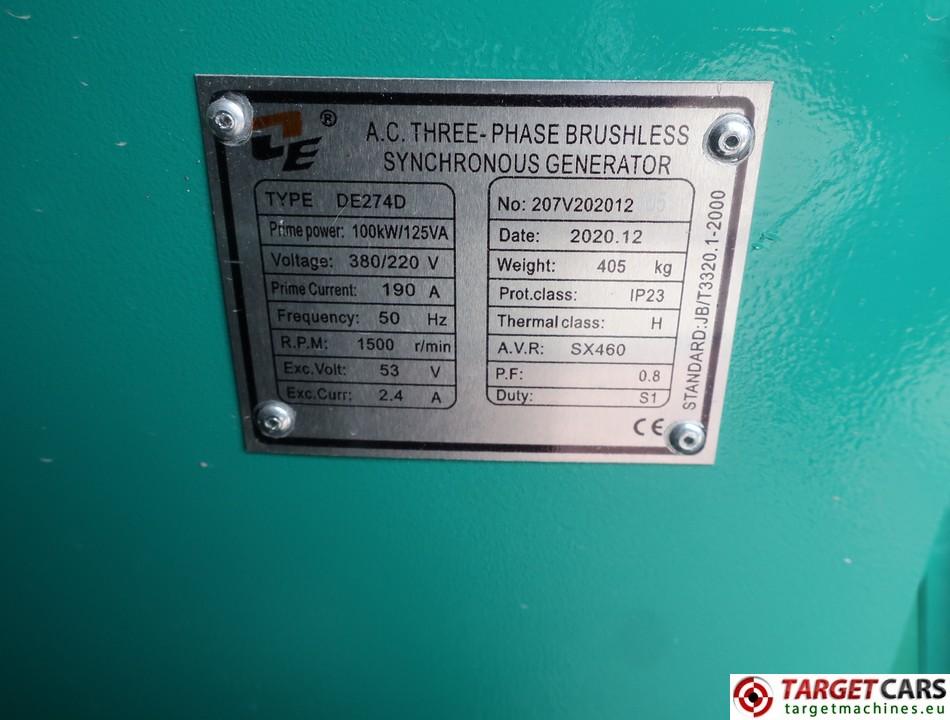 E ®
A.C. THREE-PHASE BRUSHLESS
SYNCHRONOUS GENERATOR
TYPE DE274D
Prime power: 100kW/125VA
Voltage: 380/220 V
Prime Current: 190 A
Frequency: 50 Hz
R.P.M: 1500 r/min
Exc.Volt: 53 V
Exc.Curr: 2.4 A
No: 207V202012
Date: 2020.12
Weight: 405 kg
Prot.class: IP23
Thermal class: H
A.V.R: SX460
P.F: 0.8
Duty: S1
CE
STANDARD:JB/T3320.1-2000
TARGETCARS
targetmachines.eu